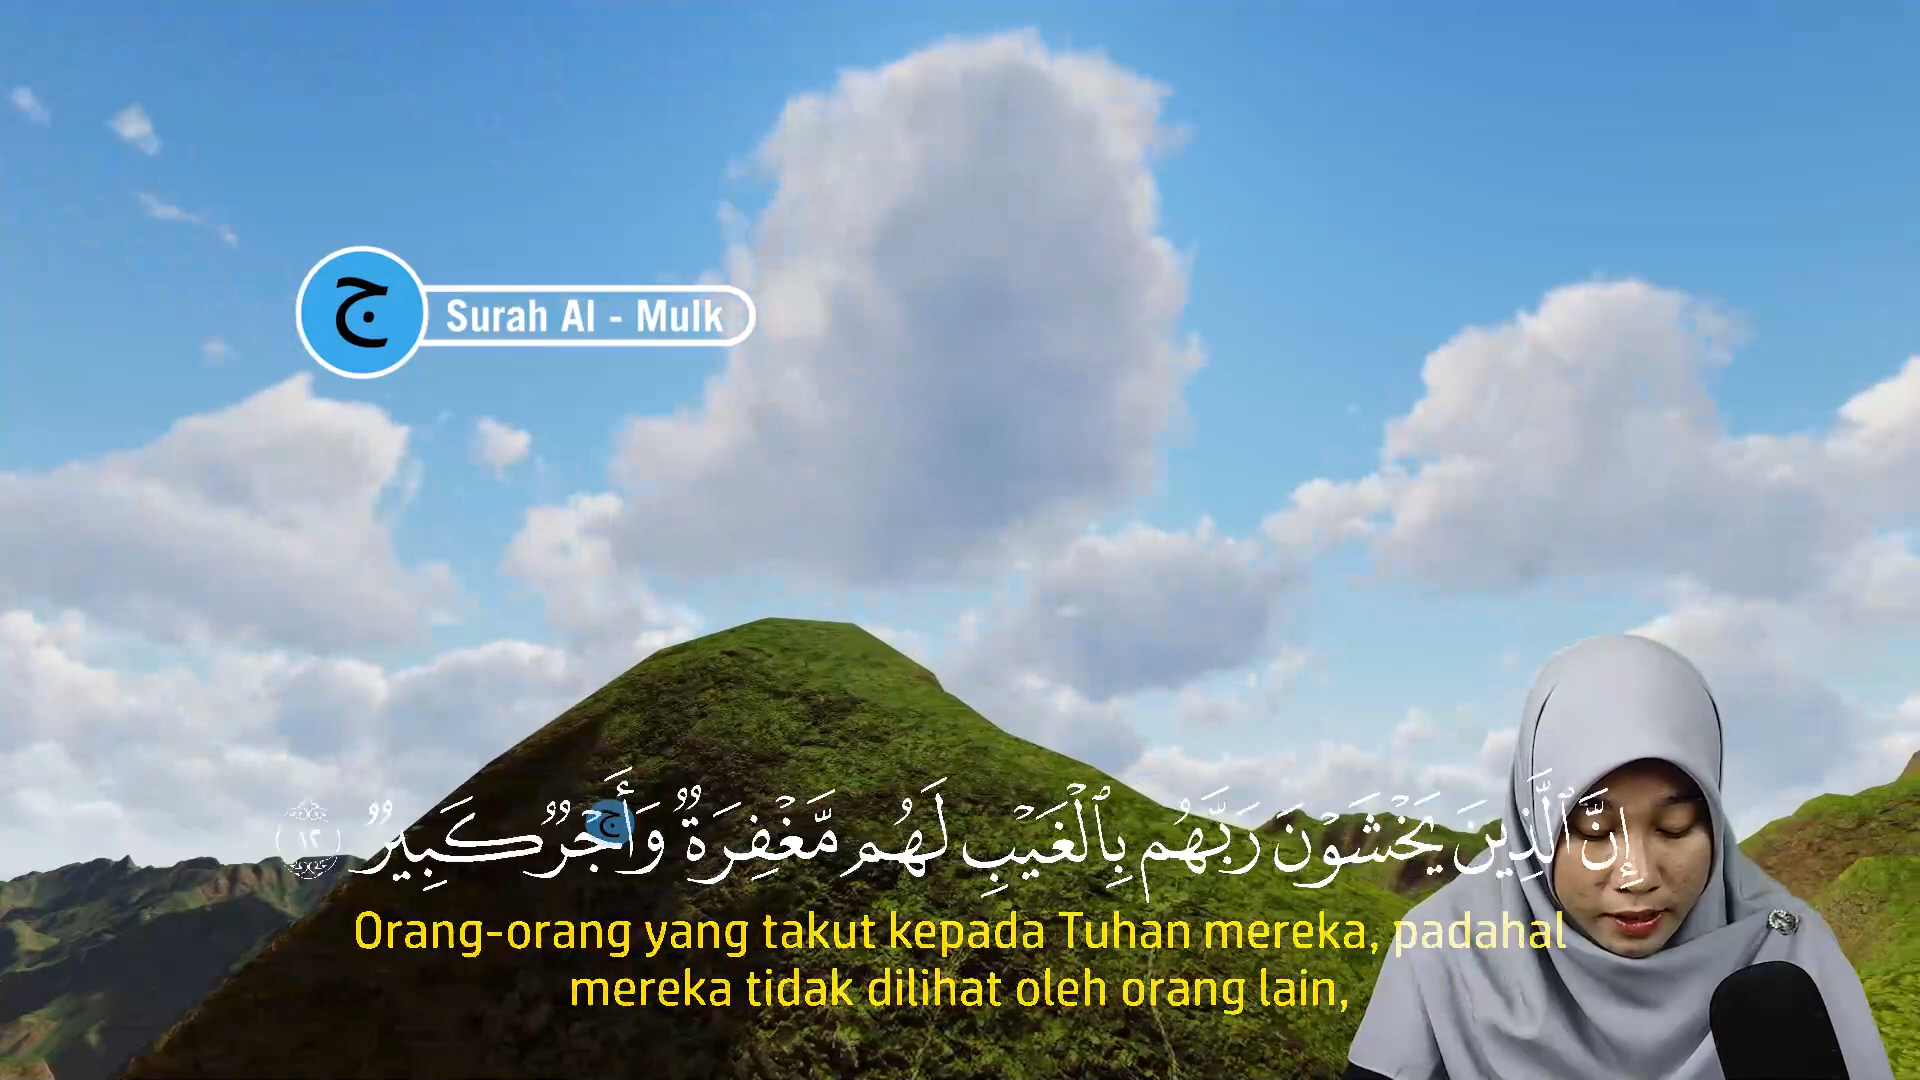 ج
Surah Al - Mulk
إِنَّ ٱلَّذِينَ يَخْشَوْنَ رَبَّهُم بِٱلْغَيْبِ لَهُم مَّغْفِرَةٌ وَأَجْرٌ كَبِيرٌ ١٢
ج
Orang-orang yang takut kepada Tuhan mereka, padahal
mereka tidak dilihat oleh orang lain,